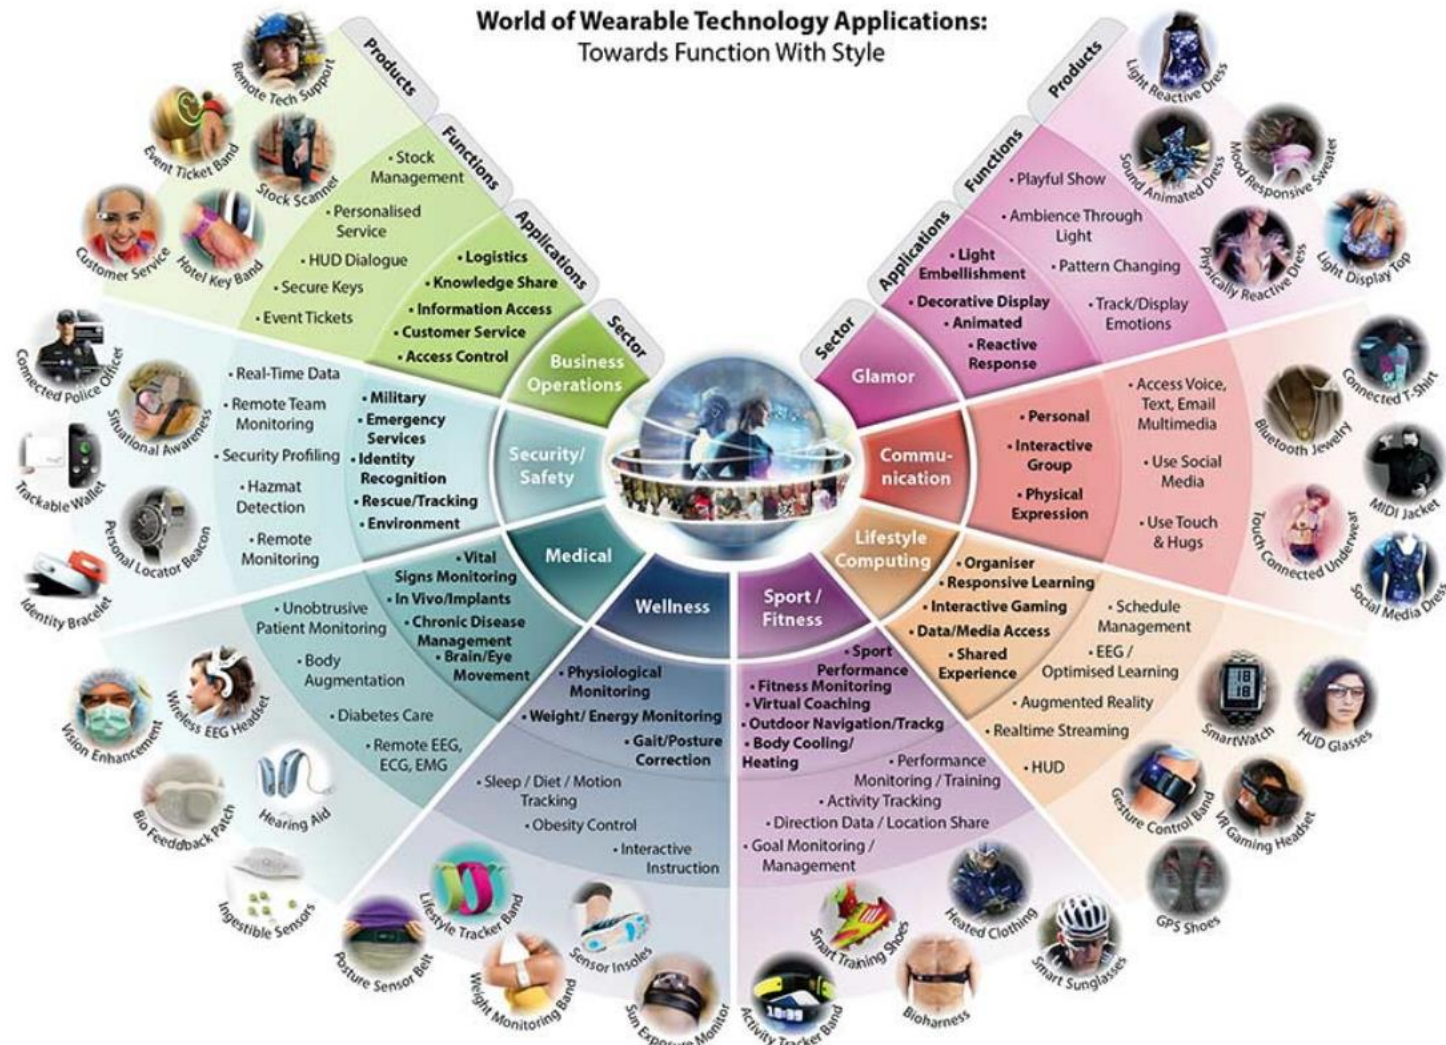 World of Wearable Technology Applications:
Towards Function With Style
Products
Functions
Applications
Sector
Business
Operations
• Logistics
• Knowledge Share
• Information Access
• Customer Service
• Access Control
• Stock
Management
• Personalised
Service
• HUD Dialogue
• Secure Keys
• Event Tickets
Remote Tech Support
Event Ticket Band
Stock Scanner
Customer Service
Hotel Key Band
Security/
Safety
• Military
• Emergency
Services
• Identity
Recognition
• Rescue/Tracking
• Environment
• Real-Time Data
• Remote Team
Monitoring
• Security Profiling
• Hazmat
Detection
• Remote
Monitoring
Connected Police Officer
Situational Awareness
Trackable Wallet
Personal Locator Beacon
Identity Bracelet
Medical
• Vital
Signs Monitoring
• In Vivo/Implants
• Chronic Disease
Management
• Brain/Eye
Movement
• Unobtrusive
Patient Monitoring
• Body
Augmentation
• Diabetes Care
• Remote EEG,
ECG, EMG
Vision Enhancement
Wireless EEG Headset
Bio Feeddback Patch
Hearing Aid
Ingestible Sensors
Wellness
• Physiological
Monitoring
• Weight/ Energy Monitoring
• Gait/Posture
Correction
• Sleep / Diet / Motion
Tracking
• Obesity Control
• Interactive
Instruction
Posture Sensor Belt
Lifestyle Tracker Band
Weight Monitoring Band
Sensor Insoles
Sun Exposure Monitor
Sport /
Fitness
• Sport
Performance
• Fitness Monitoring
• Virtual Coaching
• Outdoor Navigation/Trackg
• Body Cooling/
Heating
• Performance
Monitoring / Training
• Activity Tracking
• Direction Data / Location Share
• Goal Monitoring /
Management
Smart Training Shoes
Activity Tracker Band
10:39
Bioharness
Heated Clothing
Smart Sunglasses
Lifestyle
Computing
• Organiser
• Responsive Learning
• Interactive Gaming
• Data/Media Access
• Shared
Experience
• Schedule
Management
• EEG /
Optimised Learning
• Augmented Reality
• Realtime Streaming
• HUD
18
18
SmartWatch
HUD Glasses
Gesture Control Band
VR Gaming Headset
GPS Shoes
Commu-
nication
• Personal
• Interactive
Group
• Physical
Expression
• Access Voice,
Text, Email
Multimedia
• Use Social
Media
• Use Touch
& Hugs
Connected T-Shirt
Bluetooth Jewelry
MIDI Jacket
Touch Connected Underwear
Social Media Dress
Glamor
• Light
Embellishment
• Decorative Display
• Animated
• Reactive
Response
• Playful Show
• Ambience Through
Light
• Pattern Changing
• Track/Display
Emotions
Light Reactive Dress
Sound Animated Dress
Mood Responsive Sweater
Physically Reactive Dress
Light Display Top
Sector
Applications
Functions
Products